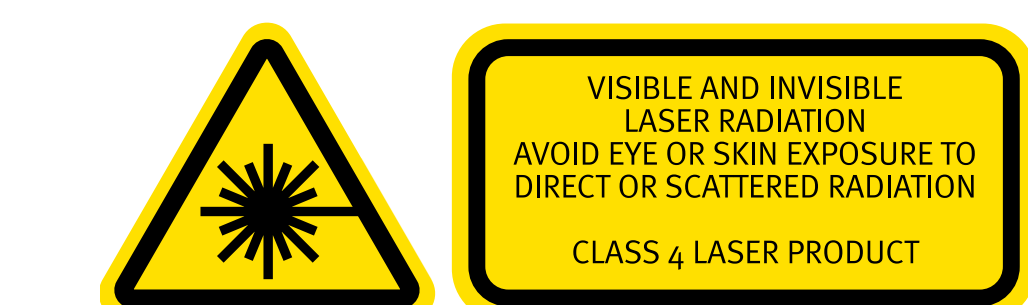 VISIBLE AND INVISIBLE
LASER RADIATION
AVOID EYE OR SKIN EXPOSURE TO
DIRECT OR SCATTERED RADIATION
CLASS 4 LASER PRODUCT